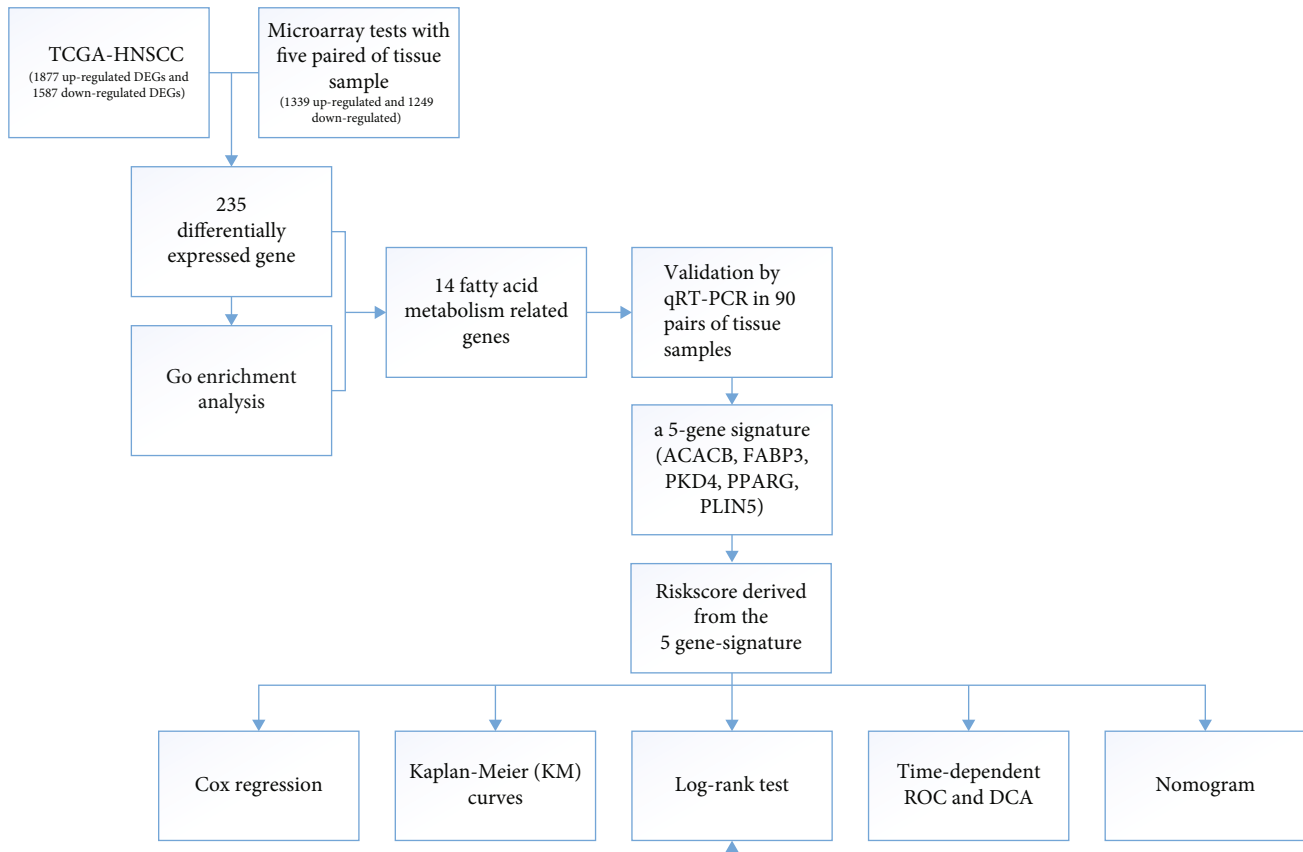 TCGA-HNSCC
(1877 up-regulated DEGs and
1587 down-regulated DEGs)
Microarray tests with
five paired of tissue
sample
(1339 up-regulated and 1249
down-regulated)
235
differentially
expressed gene
Go enrichment
analysis
14 fatty acid
metabolism related
genes
Validation by
qRT-PCR in 90
pairs of tissue
samples
a 5-gene signature
(ACACB, FABP3,
PKD4, PPARG,
PLIN5)
Riskscore derived
from the
5 gene-signature
Cox regression
Kaplan-Meier (KM)
curves
Log-rank test
Time-dependent
ROC and DCA
Nomogram